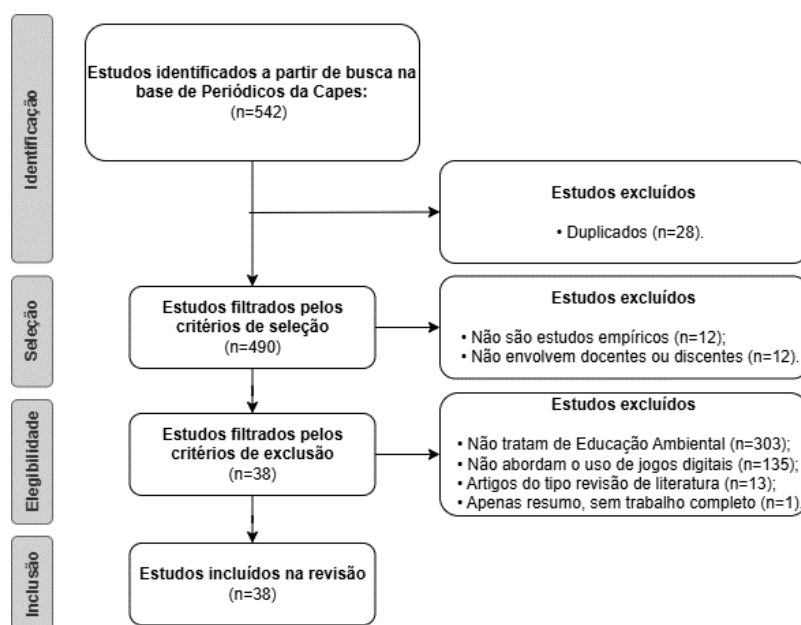 Identificação
Estudos identificados a partir de busca na
base de Periódicos da Capes:
(n=542)
Estudos excluídos
• Duplicados (n=28).
Seleção
Estudos filtrados pelos
critérios de seleção
(n=490)
Estudos excluídos
• Não são estudos empíricos (n=12);
• Não envolvem docentes ou discentes (n=12).
Elegibilidade
Estudos filtrados pelos
critérios de exclusão
(n=38)
Estudos excluídos
• Não tratam de Educação Ambiental (n=303);
• Não abordam o uso de jogos digitais (n=135);
• Artigos do tipo revisão de literatura (n=13);
• Apenas resumo, sem trabalho completo (n=1).
Inclusão
Estudos incluídos na revisão
(n=38)